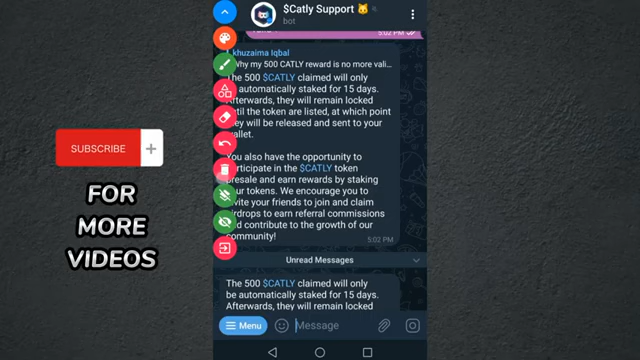 $Catly Support
bot
5:02 PM
khuzaima Iqbal
Why my 500 CATLY reward is no more vali...
The 500 $CATLY claimed will only
automatically staked for 15 days.
Afterwards, they will remain locked
until the token are listed, at which point
they will be released and sent to your
wallet.
You also have the opportunity to
participate in the $CATLY token
presale and earn rewards by staking
your tokens. We encourage you to
invite your friends to join and claim
airdrops to earn referral commissions
and contribute to the growth of our
community!
5:02 PM
Unread Messages
The 500 $CATLY claimed will only
be automatically staked for 15 days.
Afterwards, they will remain locked
Menu
Message
SUBSCRIBE
FOR
MORE
VIDEOS